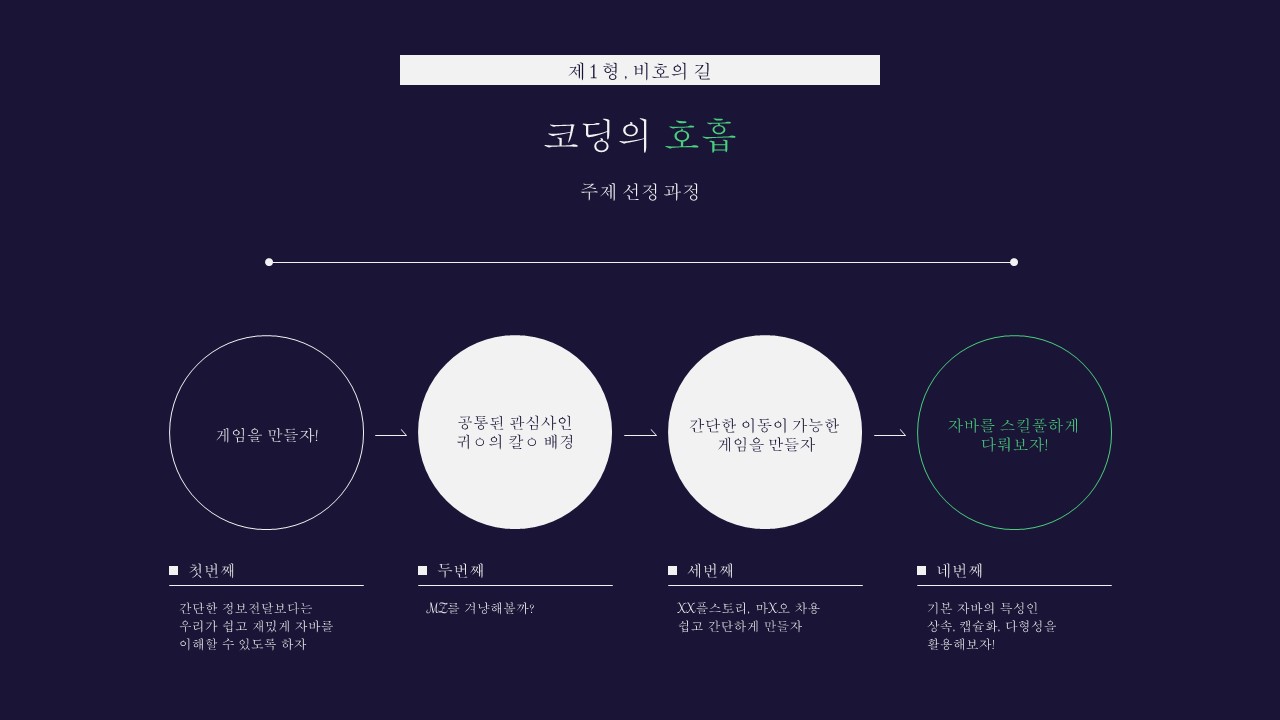 제1형, 비호의 길
코딩의 호흡
주제 선정 과정
게임을 만들자!
공통된 관심사인
귀ㅇ의 칼ㅇ 배경
간단한 이동이 가능한
게임을 만들자
자바를 스킬풀하게
다뤄보자!
첫번째
간단한 정보전달보다는
우리가 쉽고 재밌게 자바를
이해할 수 있도록 하자
두번째
MZ를 겨냥해볼까?
세번째
XX플스토리, 마X오 차용
쉽고 간단하게 만들자
네번째
기본 자바의 특성인
상속, 캡슐화, 다형성을
활용해보자!